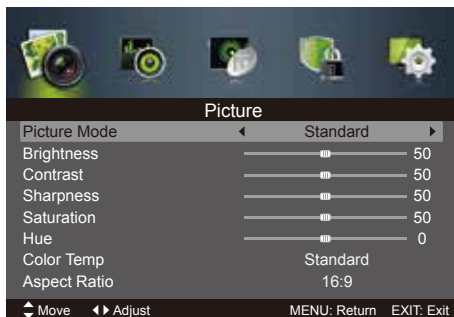 Picture
Picture Mode Standard
Brightness 50
Contrast 50
Sharpness 50
Saturation 50
Hue 0
Color Temp Standard
Aspect Ratio 16:9
Move Adjust MENU: Return EXIT: Exit